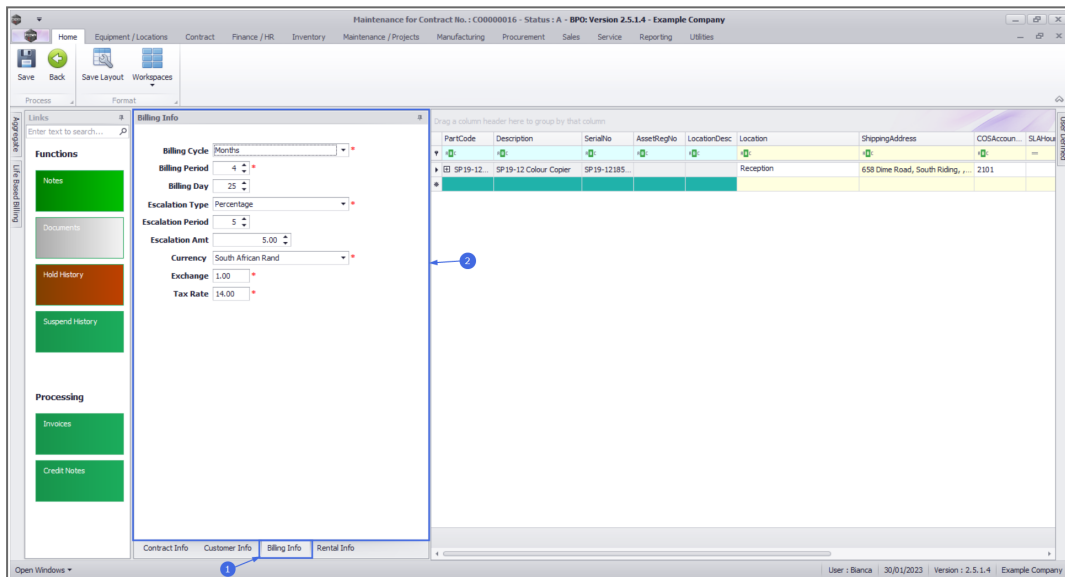 Maintenance for Contract No. : CO0000016 - Status : A - BPO: Version 2.5.1.4 - Example Company
Home Equipment / Locations Contract Finance / HR Inventory Maintenance / Projects Manufacturing Procurement Sales Service Reporting Utilities
Save Back Save Layout Workspaces
Process Format
Aggregate
Life Based Billing
Links
Enter text to search...
Functions
Notes
Documents
Hold History
Suspend History
Processing
Invoices
Credit Notes
Billing Info
Billing Cycle Months *
Billing Period 4 *
Billing Day 25
Escalation Type Percentage *
Escalation Period 5
Escalation Amt 5.00
Currency South African Rand *
Exchange 1.00 *
Tax Rate 14.00 *
Contract Info Customer Info Billing Info Rental Info
1
2
Drag a column header here to group by that column
PartCode Description SerialNo AssetRegNo LocationDesc Location ShippingAddress COSAccoun... SLAHour
SP19-12... SP19-12 Colour Copier SP19-12185... Reception 658 Dime Road, South Riding, ,... 2101
User Defined
Open Windows
User : Bianca 30/01/2023 Version : 2.5.1.4 Example Company